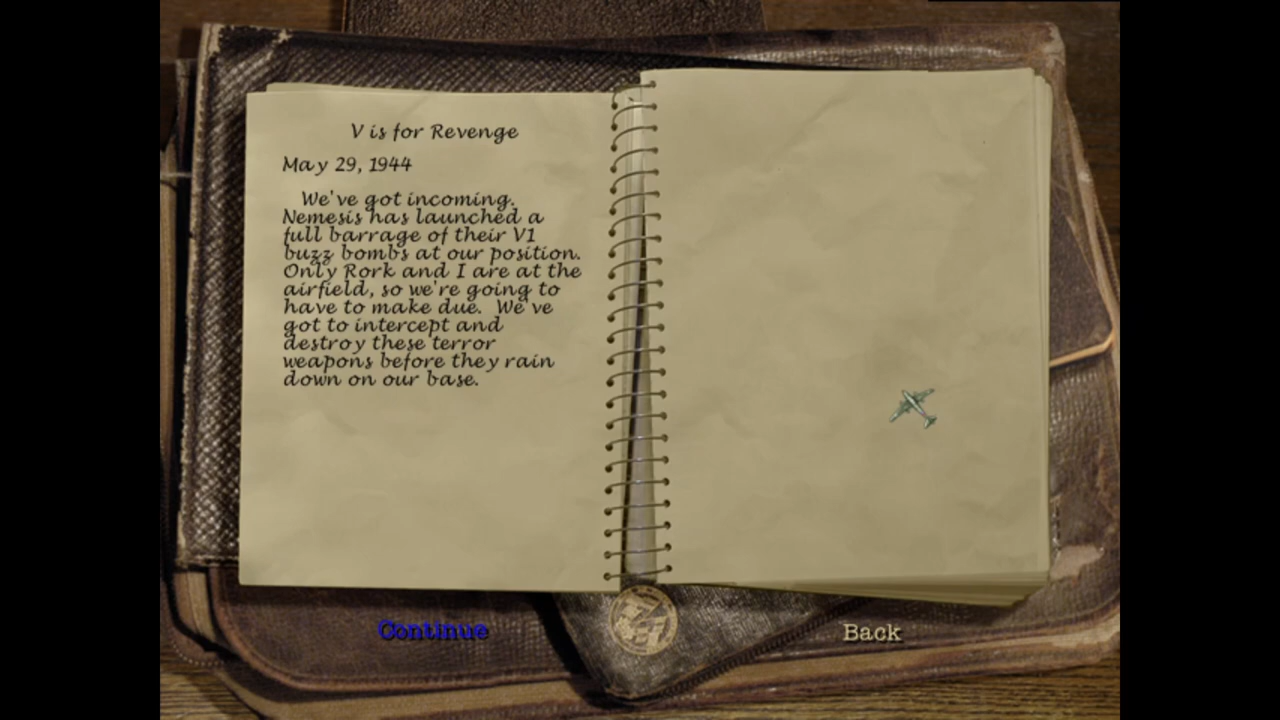 V is for Revenge
May 29, 1944
We've got incoming.
Nemesis has launched a
full barrage of their V1
buzz bombs at our position.
Only Rork and I are at the
airfield, so we're going to
have to make due. We've
got to intercept and
destroy these terror
weapons before they rain
down on our base.
Continue
Back